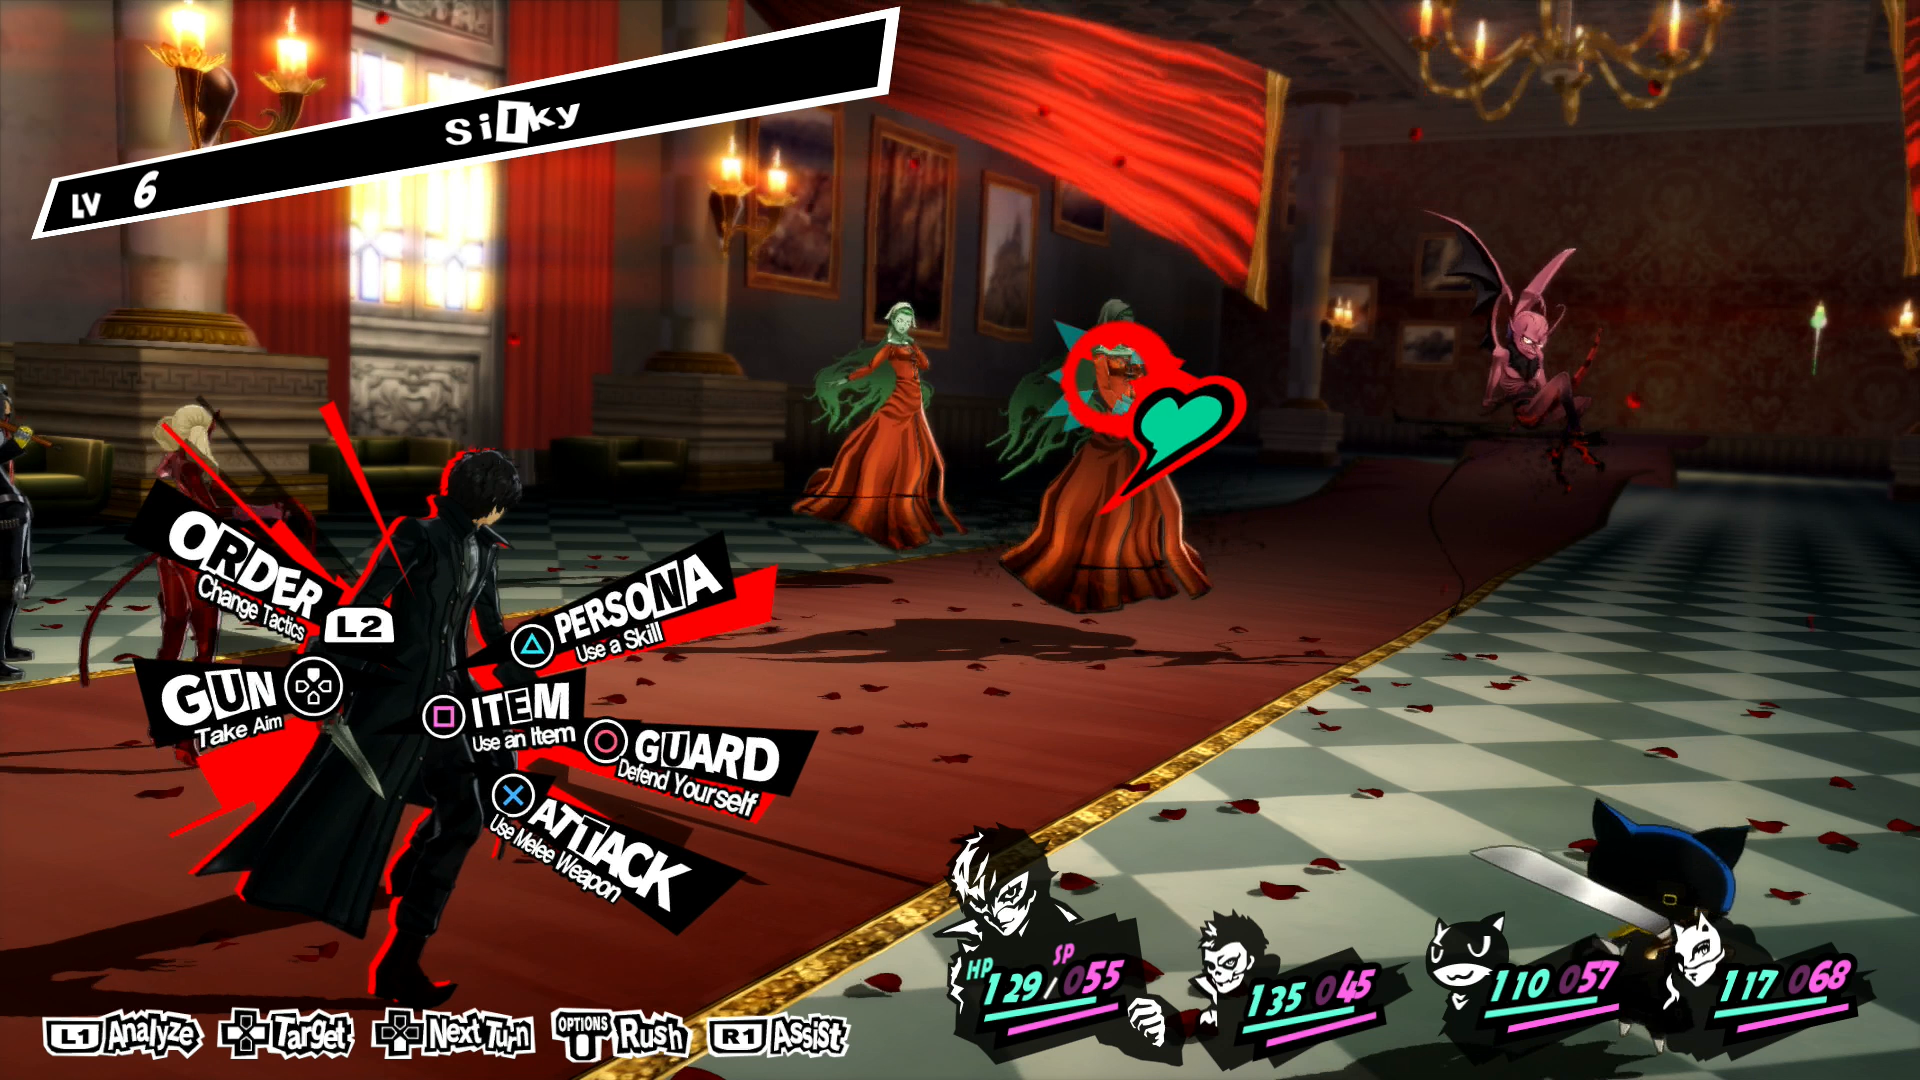 Silky
LV 6
ORDER
Change Tactics
L2
GUN
Take Aim
PERSONA
Use a Skill
ITEM
Use an Item
GUARD
Defend Yourself
ATTACK
Use Melee Weapon
HP 129/ SP 055
135 045
110 057
117 068
L1 Analyze Target Next Turn OPTIONS Rush R1 Assist